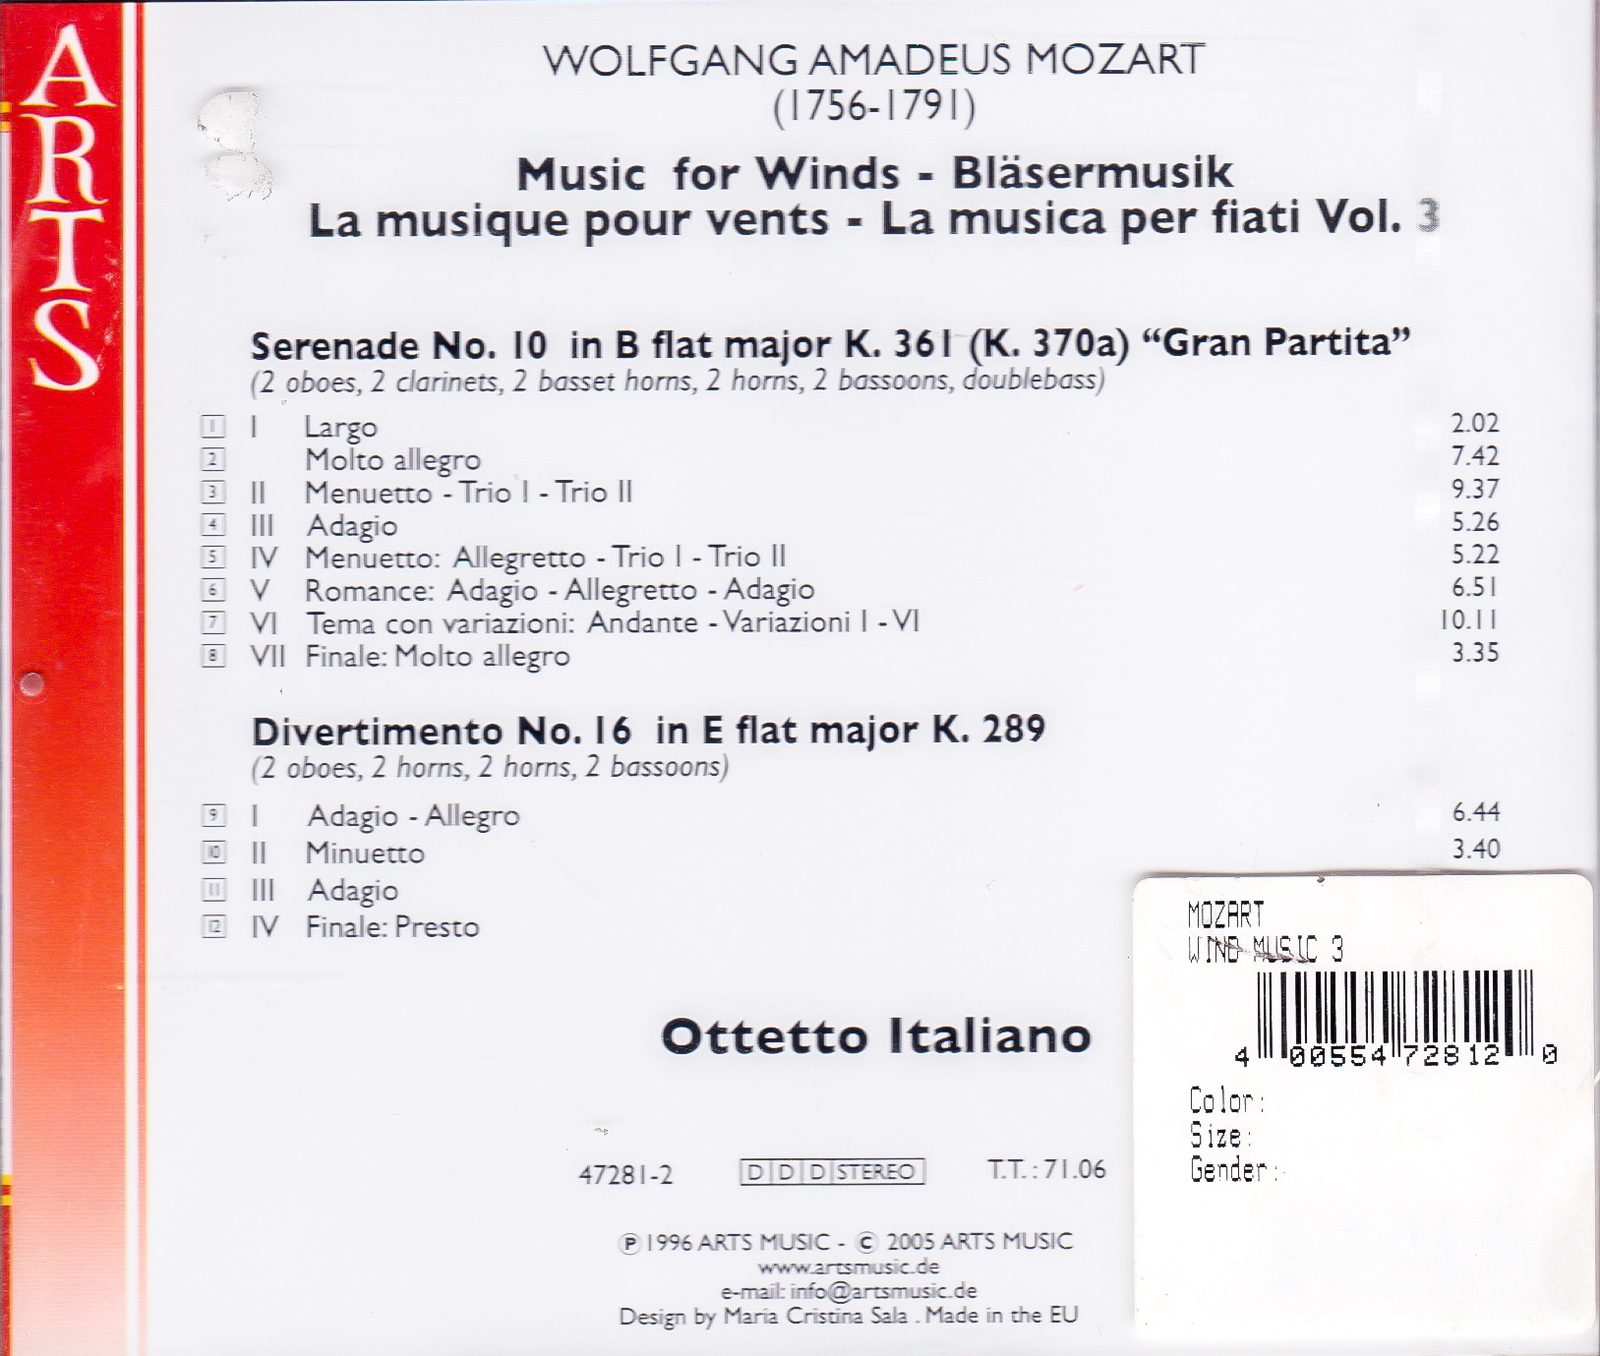 ARTS
WOLFGANG AMADEUS MOZART
(1756-1791)
Music for Winds - Bläsermusik
La musique pour vents - La musica per fiati Vol. 3
Serenade No. 10 in B flat major K. 361 (K. 370a) “Gran Partita”
(2 oboes, 2 clarinets, 2 basset horns, 2 horns, 2 bassoons, doublebass)
1 I Largo 2.02
2 Molto allegro 7.42
3 II Menuetto - Trio I - Trio II 9.37
4 III Adagio 5.26
5 IV Menuetto: Allegretto - Trio I - Trio II 5.22
6 V Romance: Adagio - Allegretto - Adagio 6.51
7 VI Tema con variazioni: Andante - Variazioni I - VI 10.11
8 VII Finale: Molto allegro 3.35
Divertimento No. 16 in E flat major K. 289
(2 oboes, 2 horns, 2 horns, 2 bassoons)
9 I Adagio - Allegro 6.44
10 II Minuetto 3.40
11 III Adagio
12 IV Finale: Presto
MOZART
WIND MUSIC 3
4 00554 72812 0
Color:
Size:
Gender:
Ottetto Italiano
47281-2 D D D STEREO T.T.: 71.06
℗ 1996 ARTS MUSIC - © 2005 ARTS MUSIC
www.artsmusic.de
e-mail: info@artsmusic.de
Design by Maria Cristina Sala . Made in the EU